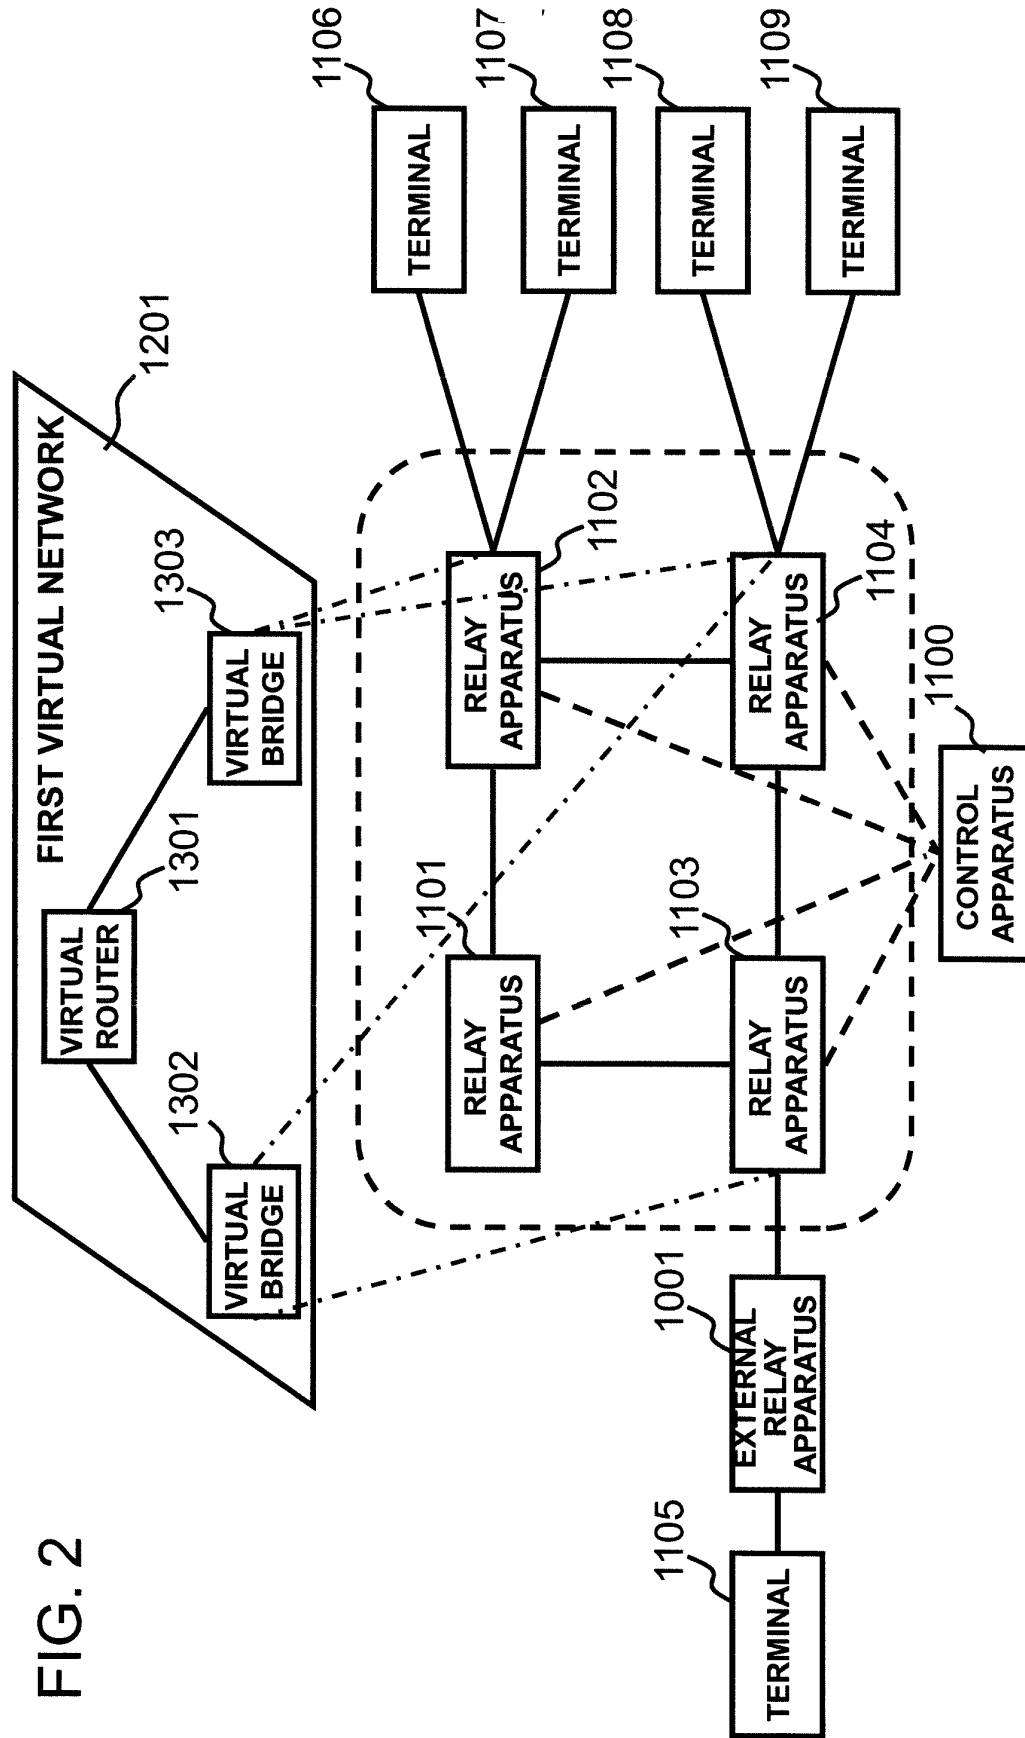 FIG. 2
FIRST VIRTUAL NETWORK
1201
VIRTUAL
ROUTER
1301
VIRTUAL
BRIDGE
1302
VIRTUAL
BRIDGE
1303
RELAY
APPARATUS
1101
RELAY
APPARATUS
1102
TERMINAL
1106
TERMINAL
1107
TERMINAL
1105
EXTERNAL
RELAY
APPARATUS
1001
RELAY
APPARATUS
1103
RELAY
APPARATUS
1104
TERMINAL
1108
TERMINAL
1109
CONTROL
APPARATUS
1100